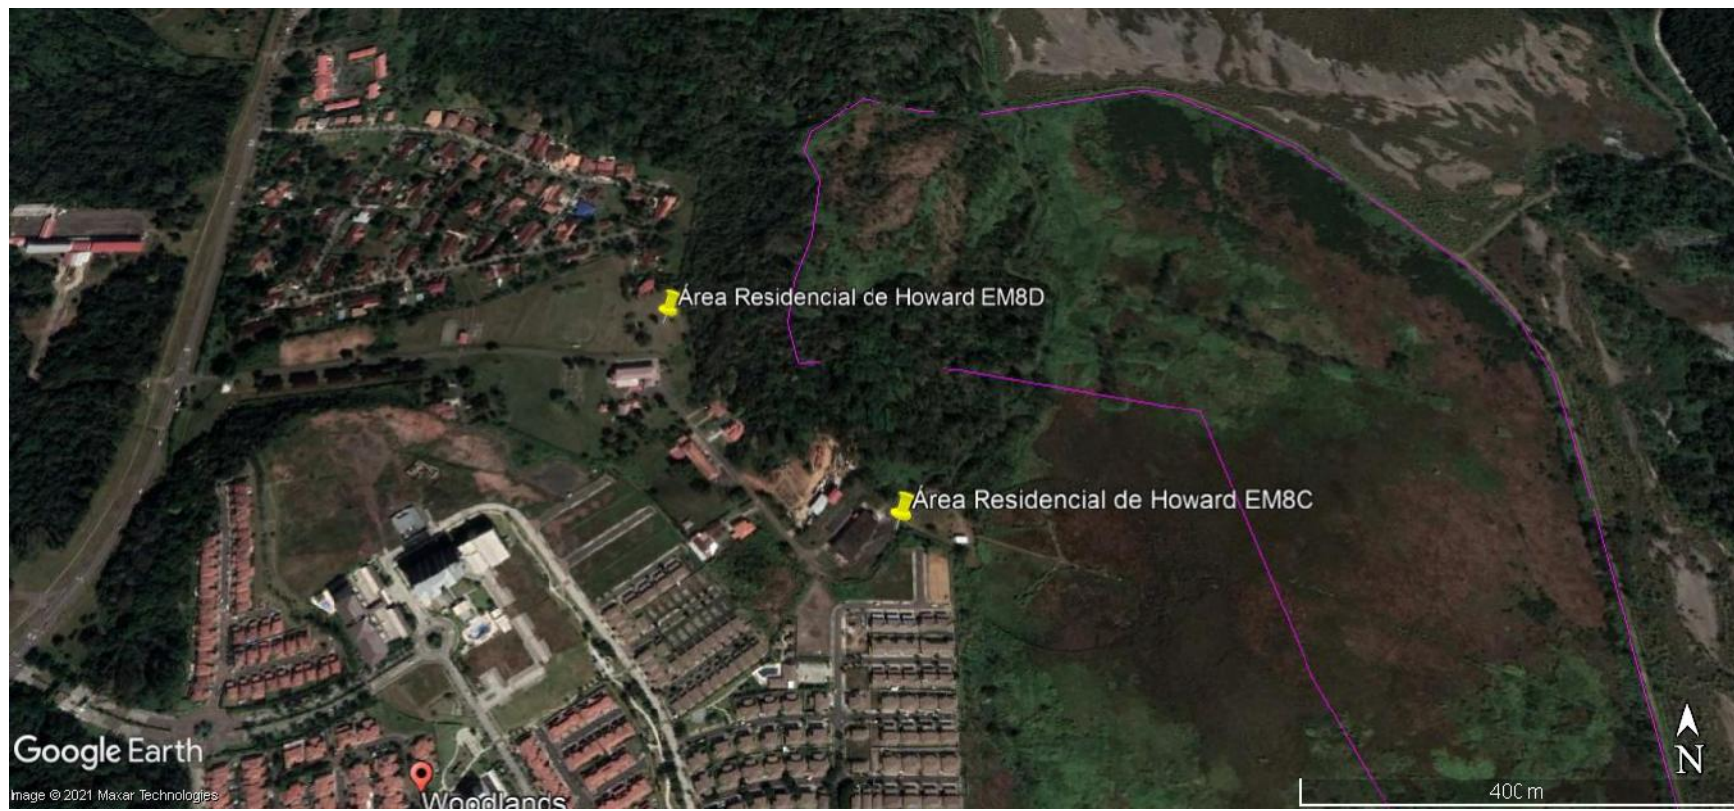 Área Residencial de Howard EM8D
Área Residencial de Howard EM8C
Google Earth
Image © 2021 Maxar Technologies
Woodlands
400 m
N